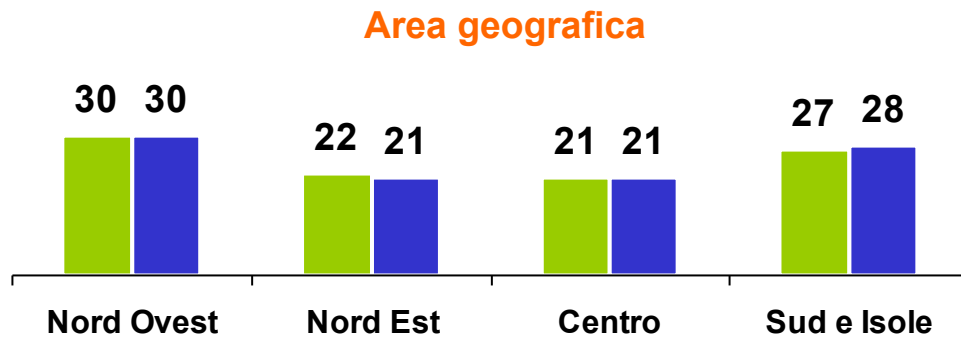 Area geografica
30 30 22 21 21 21 27 28
Nord Ovest Nord Est Centro Sud e Isole